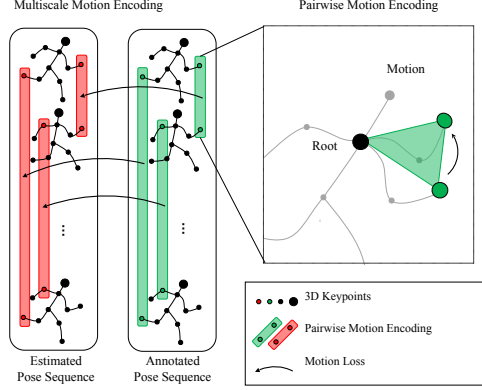 Multiscale Motion Encoding
Pairwise Motion Encoding
Motion
Root
...
...
Estimated
Pose Sequence
Annotated
Pose Sequence
3D Keypoints
Pairwise Motion Encoding
Motion Loss